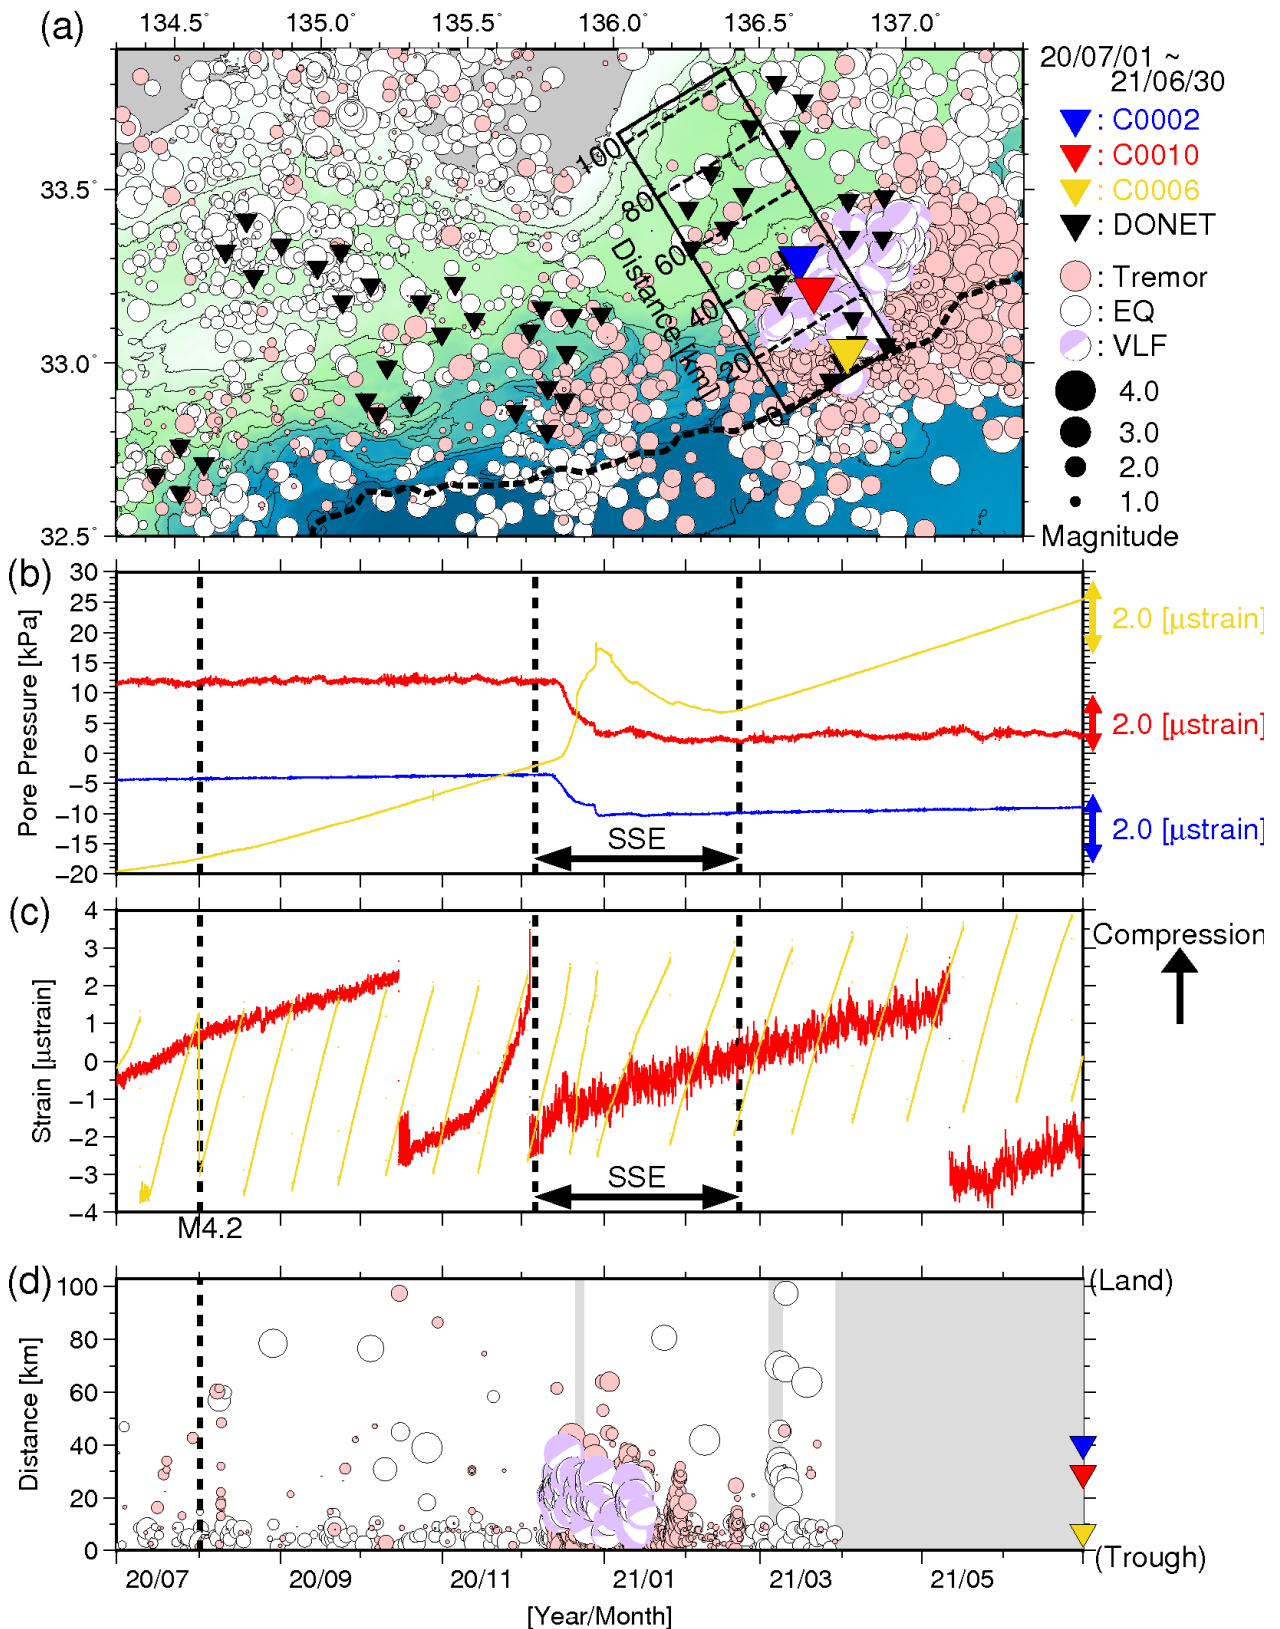 (a)
134.5° 135.0° 135.5° 136.0° 136.5° 137.0°
33.5°
33.0°
32.5°
100
80
60
40
20
0
Distance [km]
20/07/01 ~
21/06/30
: C0002
: C0010
: C0006
: DONET
: Tremor
: EQ
: VLF
4.0
3.0
2.0
1.0
Magnitude
(b)
Pore Pressure [kPa]
30
25
20
15
10
5
0
−5
−10
−15
−20
SSE
2.0 [μstrain]
2.0 [μstrain]
2.0 [μstrain]
(c)
Strain [μstrain]
4
3
2
1
0
−1
−2
−3
−4
SSE
M4.2
Compression
(d)
Distance [km]
100
80
60
40
20
0
(Land)
(Trough)
20/07 20/09 20/11 21/01 21/03 21/05
[Year/Month]